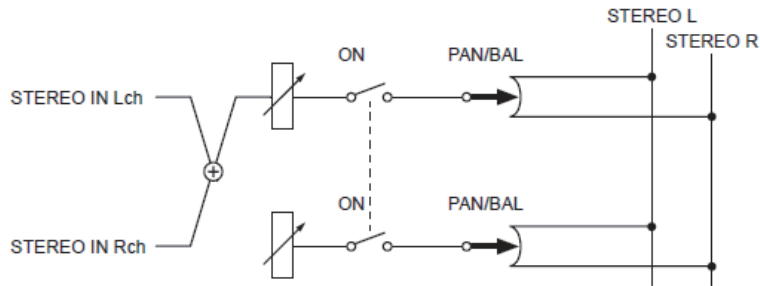 STEREO L
STEREO R
ON PAN/BAL
STEREO IN Lch
ON PAN/BAL
STEREO IN Rch